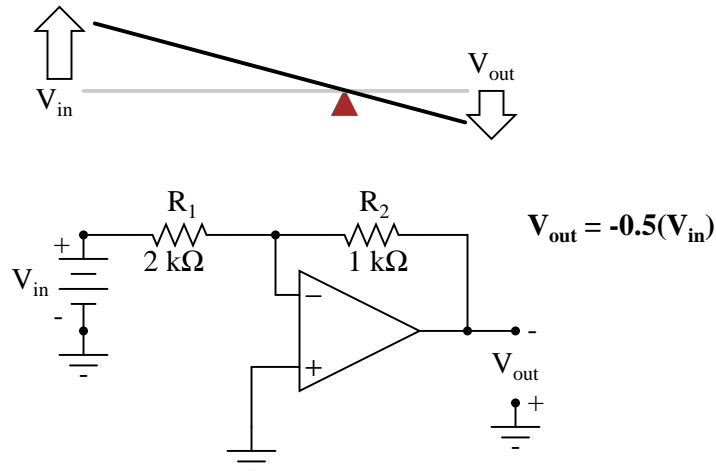 V_out
V_in
R_1
R_2
V_out = -0.5(V_in)
+
2 kΩ
1 kΩ
V_in
−
-
-
+
V_out
+